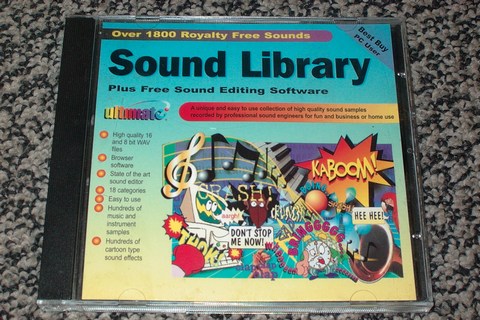 Over 1800 Royalty Free Sounds
Best Buy
PC User
Sound Library
Plus Free Sound Editing Software
ultimate
A unique and easy to use collection of high quality sound samples
recorded by professional sound engineers for fun and business or home use
High quality 16
and 8 bit WAV
files
Browser
software
State of the art
sound editor
18 categories
Easy to use
Hundreds of
music and
instrument
samples
Hundreds of
cartoon type
sound effects
KABOOM!
CRASH!
BOING
aargh!
CRUNCH!
DON'T STOP
ME NOW!
HEE HEE!